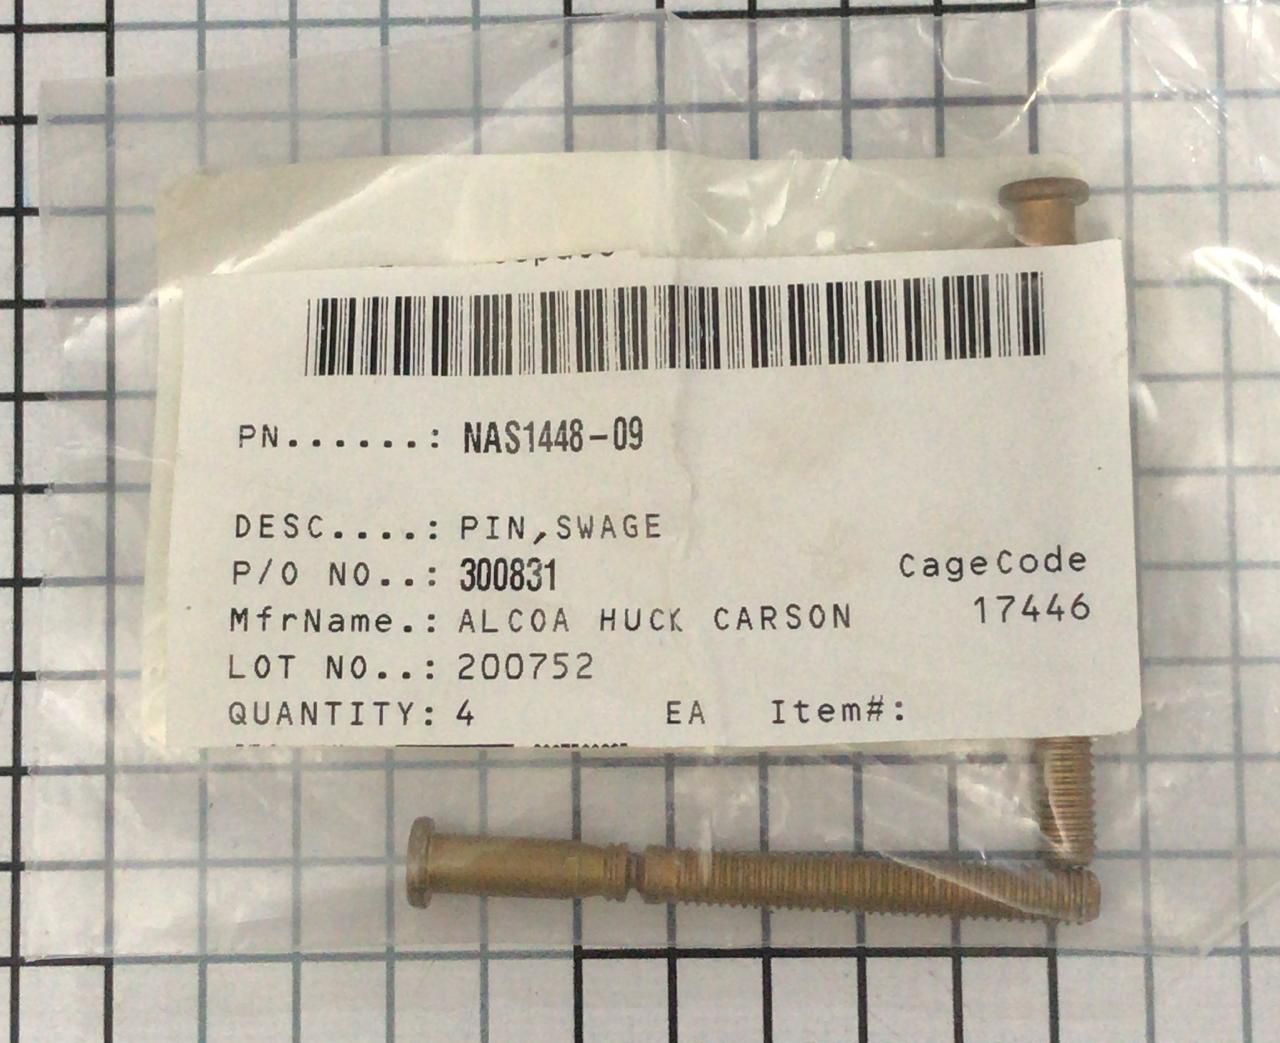 PN......: NAS1448-09
DESC....: PIN,SWAGE
P/O NO..: 300831
CageCode
MfrName.: ALCOA HUCK CARSON
17446
LOT NO..: 200752
QUANTITY: 4 EA Item#: